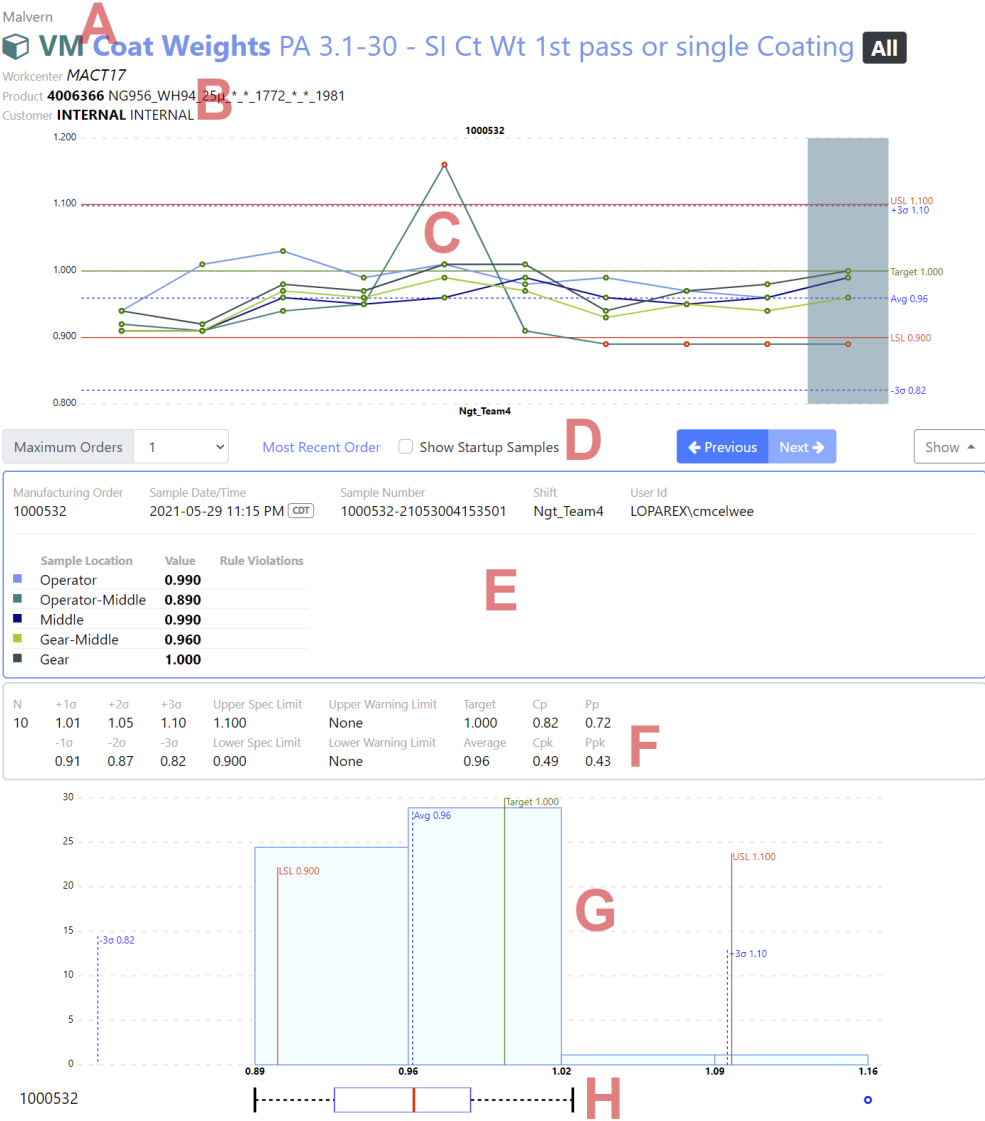 Malvern
A
VM Coat Weights PA 3.1-30 - SI Ct Wt 1st pass or single Coating All
Workcenter MACT17
Product 4006366 NG956_WH94_25µ_*_*_1772_*_*_1981
B
Customer INTERNAL INTERNAL
1000532
1.200
1.100
USL 1.100
+3σ 1.10
C
1.000
Target 1.000
Avg 0.96
0.900
LSL 0.900
-3σ 0.82
0.800
Ngt_Team4
D
Maximum Orders 1 Most Recent Order Show Startup Samples Previous Next Show
Manufacturing Order Sample Date/Time Sample Number Shift User Id
1000532 2021-05-29 11:15 PM CDT 1000532-21053004153501 Ngt_Team4 LOPAREX\cmcelwee
Sample Location Value Rule Violations
Operator 0.990
E
Operator-Middle 0.890
Middle 0.990
Gear-Middle 0.960
Gear 1.000
N +1σ +2σ +3σ Upper Spec Limit Upper Warning Limit Target Cp Pp
10 1.01 1.05 1.10 1.100 None 1.000 0.82 0.72
-1σ -2σ -3σ Lower Spec Limit Lower Warning Limit Average Cpk Ppk
F
0.91 0.87 0.82 0.900 None 0.96 0.49 0.43
30
Target 1.000
Avg 0.96
25
USL 1.100
LSL 0.900
20
G
15
-3σ 0.82
+3σ 1.10
10
5
0
0.89 0.96 1.02 1.09 1.16
1000532
H